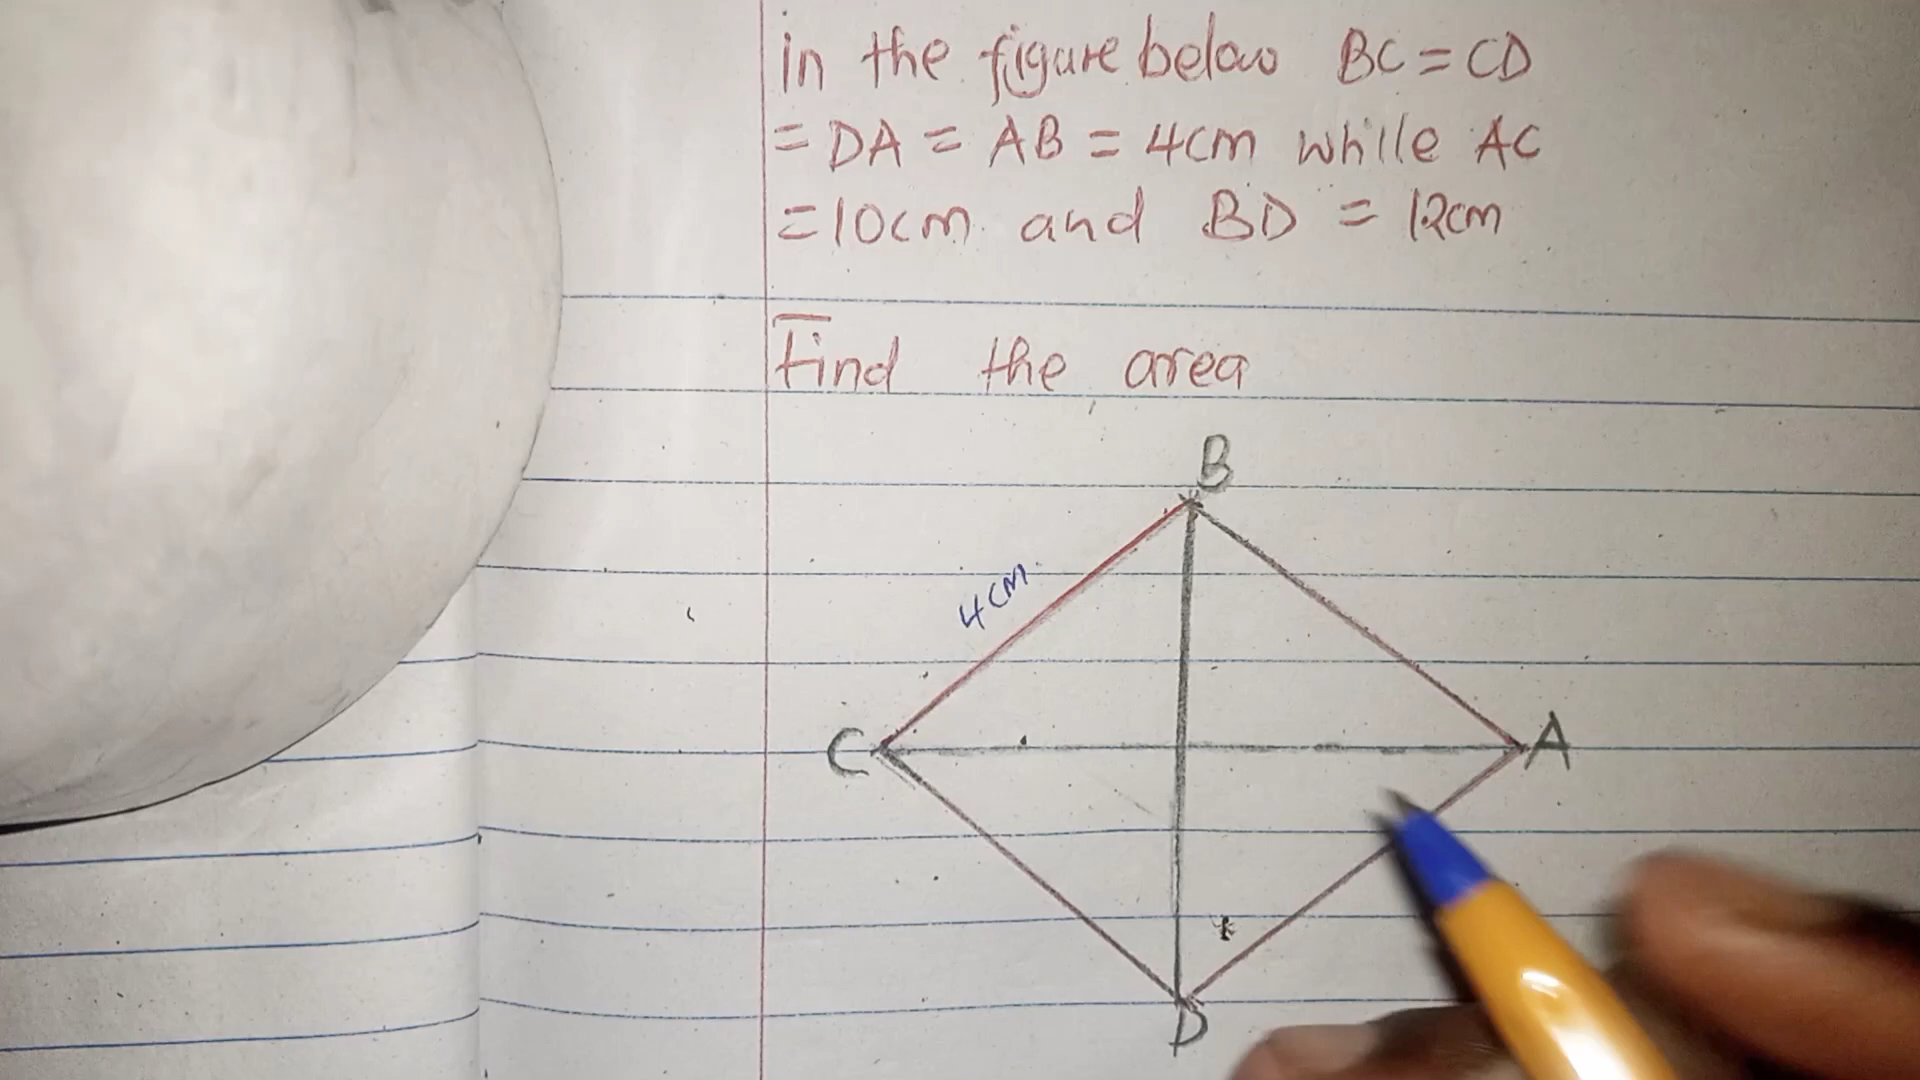 in the figure below BC = CD
= DA = AB = 4cm while AC
= 10cm and BD = 12cm
Find the area
B
4cm
C
A
D